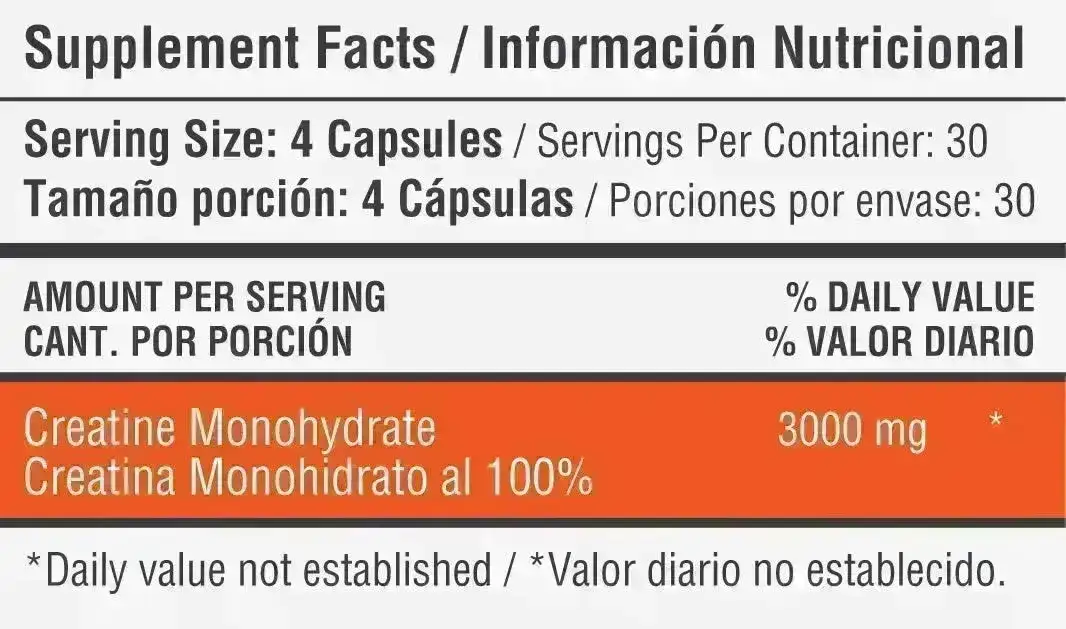 Supplement Facts / Información Nutricional
Serving Size: 4 Capsules / Servings Per Container: 30
Tamaño porción: 4 Cápsulas / Porciones por envase: 30
AMOUNT PER SERVING % DAILY VALUE
CANT. POR PORCIÓN % VALOR DIARIO
Creatine Monohydrate 3000 mg *
Creatina Monohidrato al 100%
*Daily value not established / *Valor diario no establecido.